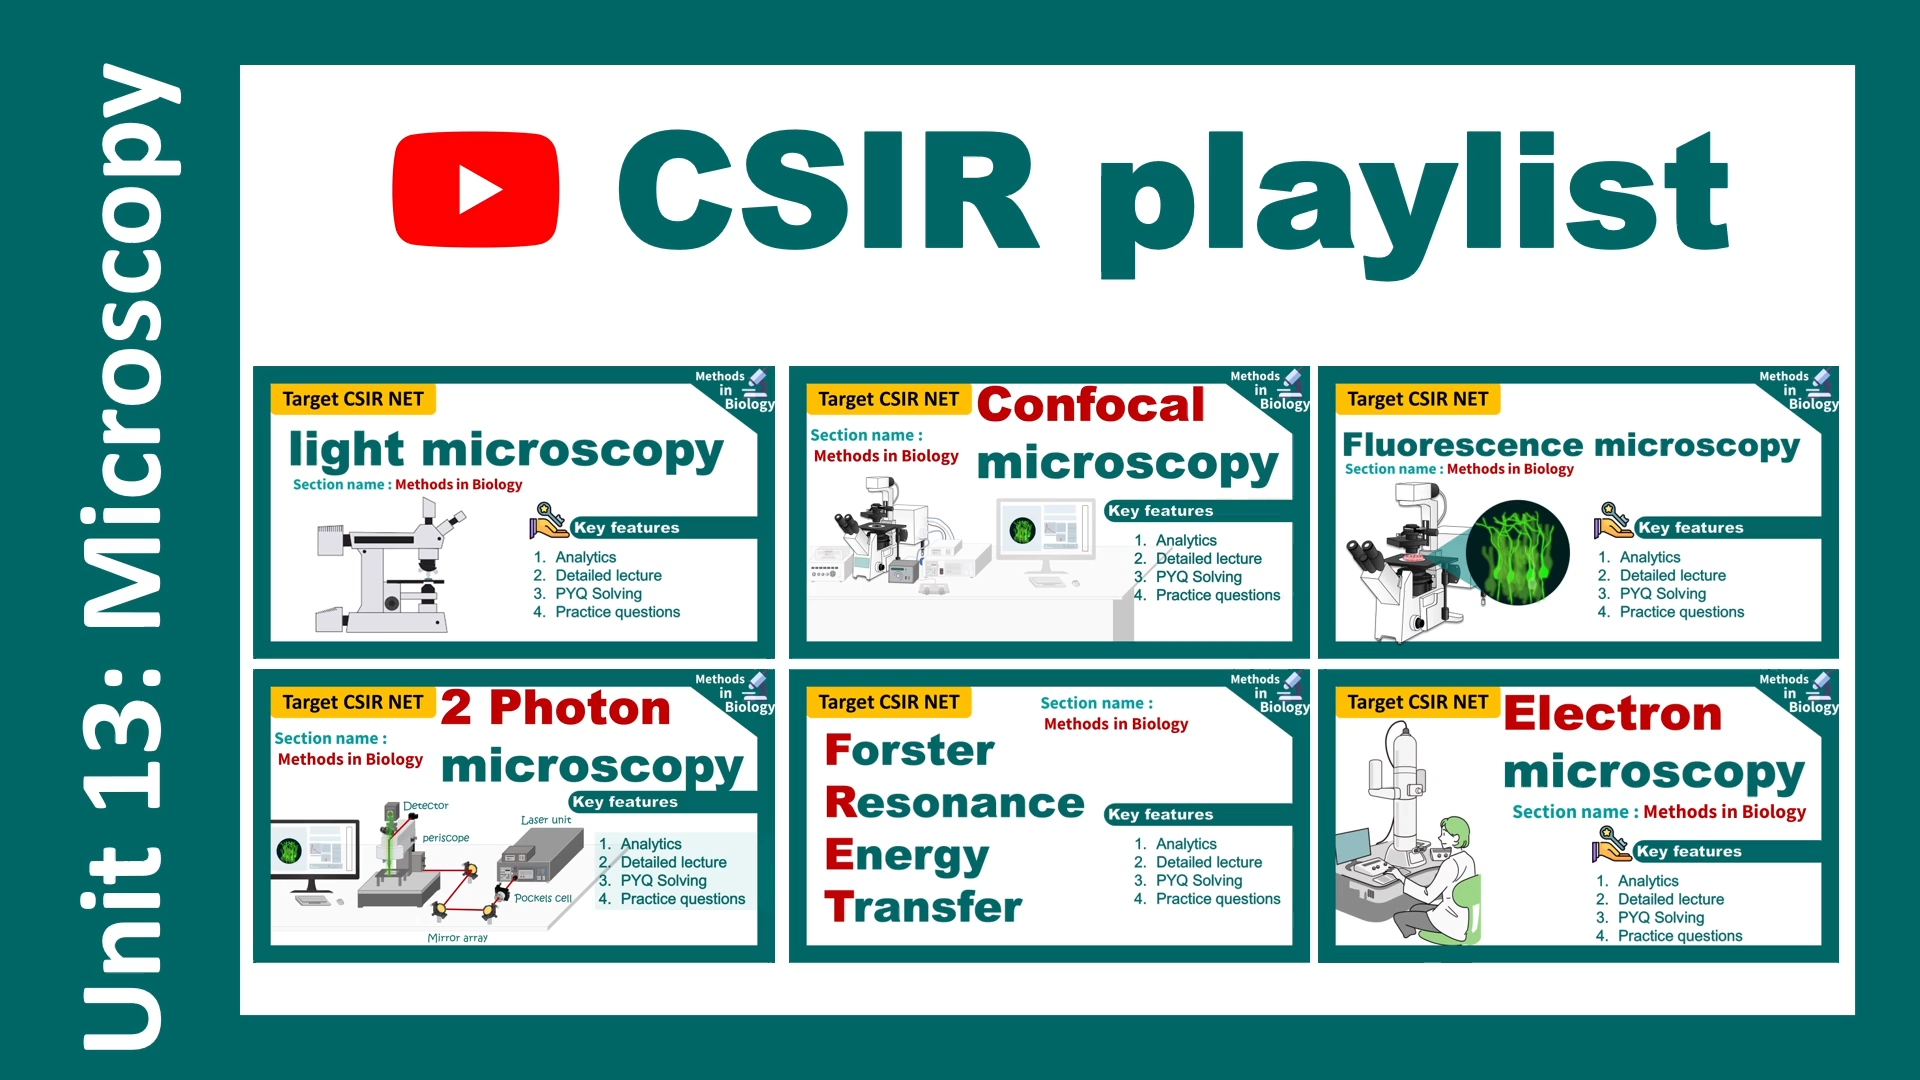 Unit 13: Microscopy
CSIR playlist
Target CSIR NET
Methods
in
Biology
light microscopy
Section name : Methods in Biology
Key features
1. Analytics
2. Detailed lecture
3. PYQ Solving
4. Practice questions
Target CSIR NET
Confocal
Methods
in
Biology
Section name :
Methods in Biology
microscopy
Key features
1. Analytics
2. Detailed lecture
3. PYQ Solving
4. Practice questions
Target CSIR NET
Methods
in
Biology
Fluorescence microscopy
Section name : Methods in Biology
Key features
1. Analytics
2. Detailed lecture
3. PYQ Solving
4. Practice questions
Target CSIR NET
2 Photon
Methods
in
Biology
Section name :
Methods in Biology
microscopy
Key features
Detector
periscope
Laser unit
Pockels cell
Mirror array
1. Analytics
2. Detailed lecture
3. PYQ Solving
4. Practice questions
Target CSIR NET
Section name :
Methods in Biology
Methods
in
Biology
Forster
Resonance
Energy
Transfer
Key features
1. Analytics
2. Detailed lecture
3. PYQ Solving
4. Practice questions
Target CSIR NET
Electron
Methods
in
Biology
microscopy
Section name : Methods in Biology
Key features
1. Analytics
2. Detailed lecture
3. PYQ Solving
4. Practice questions